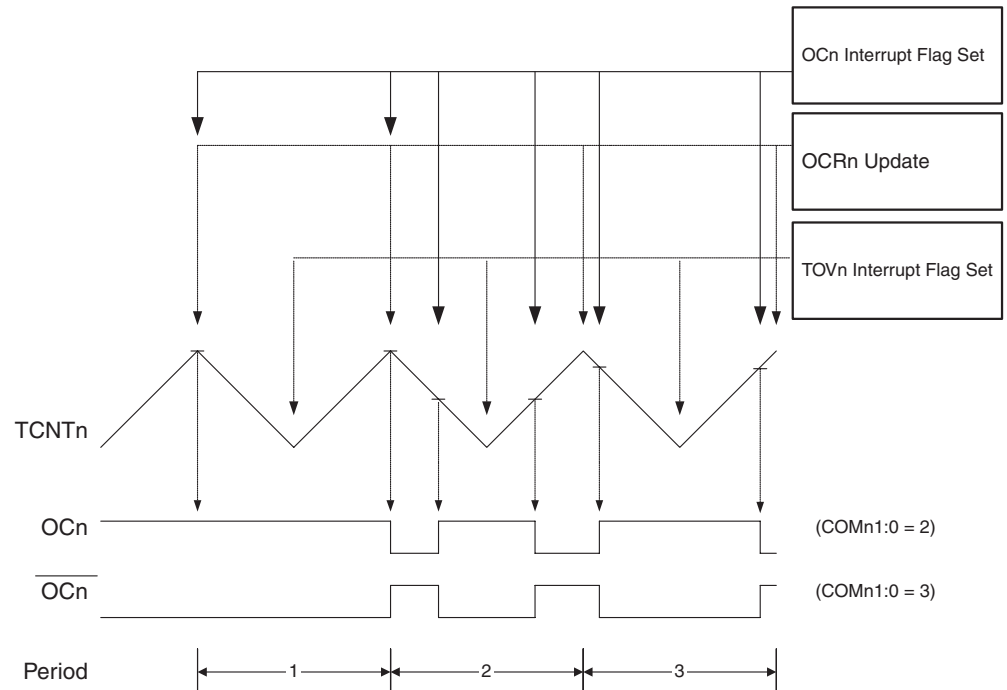 OCn Interrupt Flag Set
OCRn Update
TOVn Interrupt Flag Set
TCNTn
OCn
(COMn1:0 = 2)
OCn
(COMn1:0 = 3)
Period
1
2
3